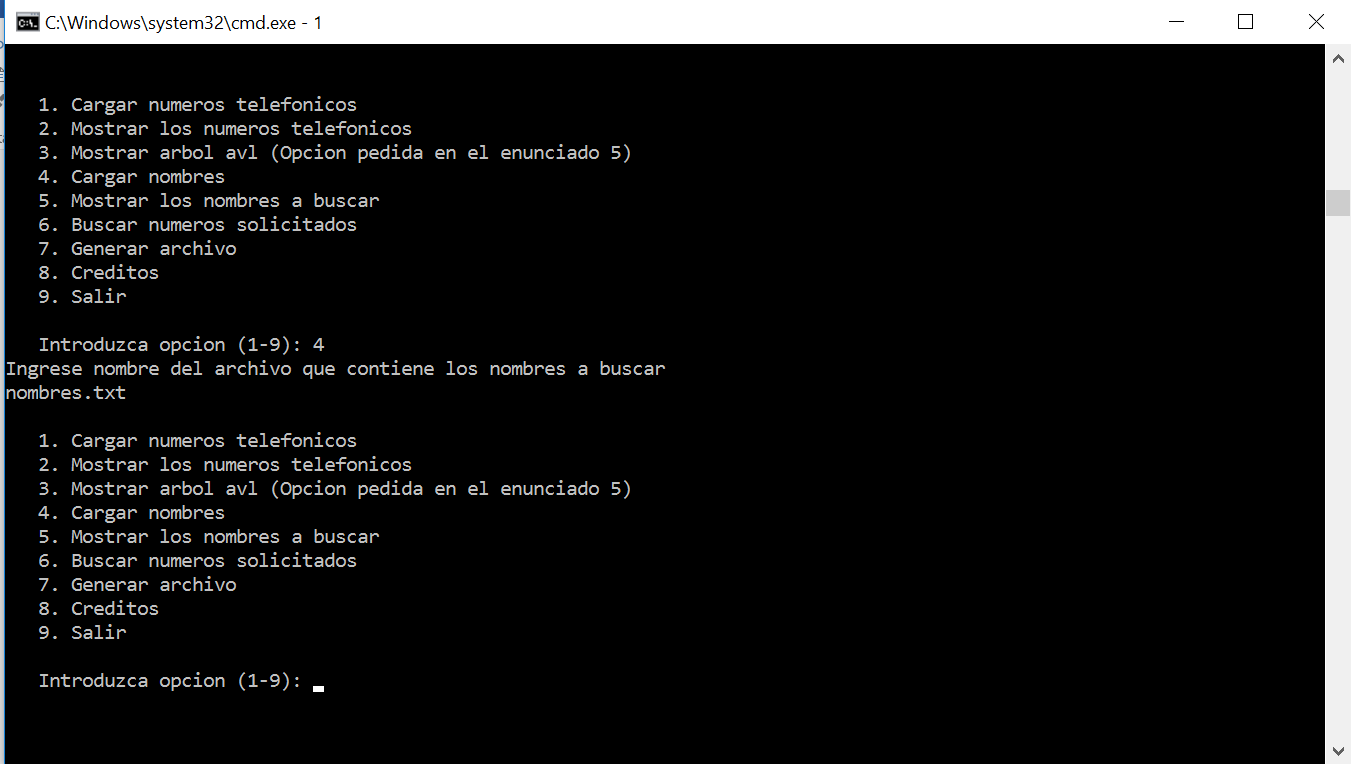 C:\Windows\system32\cmd.exe - 1
1. Cargar numeros telefonicos
2. Mostrar los numeros telefonicos
3. Mostrar arbol avl (Opcion pedida en el enunciado 5)
4. Cargar nombres
5. Mostrar los nombres a buscar
6. Buscar numeros solicitados
7. Generar archivo
8. Creditos
9. Salir
Introduzca opcion (1-9): 4
Ingrese nombre del archivo que contiene los nombres a buscar
nombres.txt
1. Cargar numeros telefonicos
2. Mostrar los numeros telefonicos
3. Mostrar arbol avl (Opcion pedida en el enunciado 5)
4. Cargar nombres
5. Mostrar los nombres a buscar
6. Buscar numeros solicitados
7. Generar archivo
8. Creditos
9. Salir
Introduzca opcion (1-9):